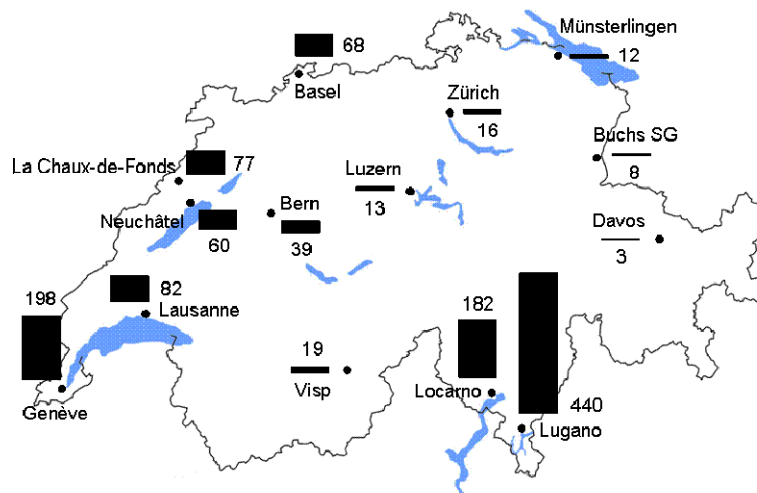 Münsterlingen
12
68
Basel
Zürich
16
Buchs SG
8
La Chaux-de-Fonds
77
Luzern
13
Neuchâtel
60
Bern
39
Davos
3
198
82
Lausanne
182
19
Visp
Locarno
Genève
440
Lugano